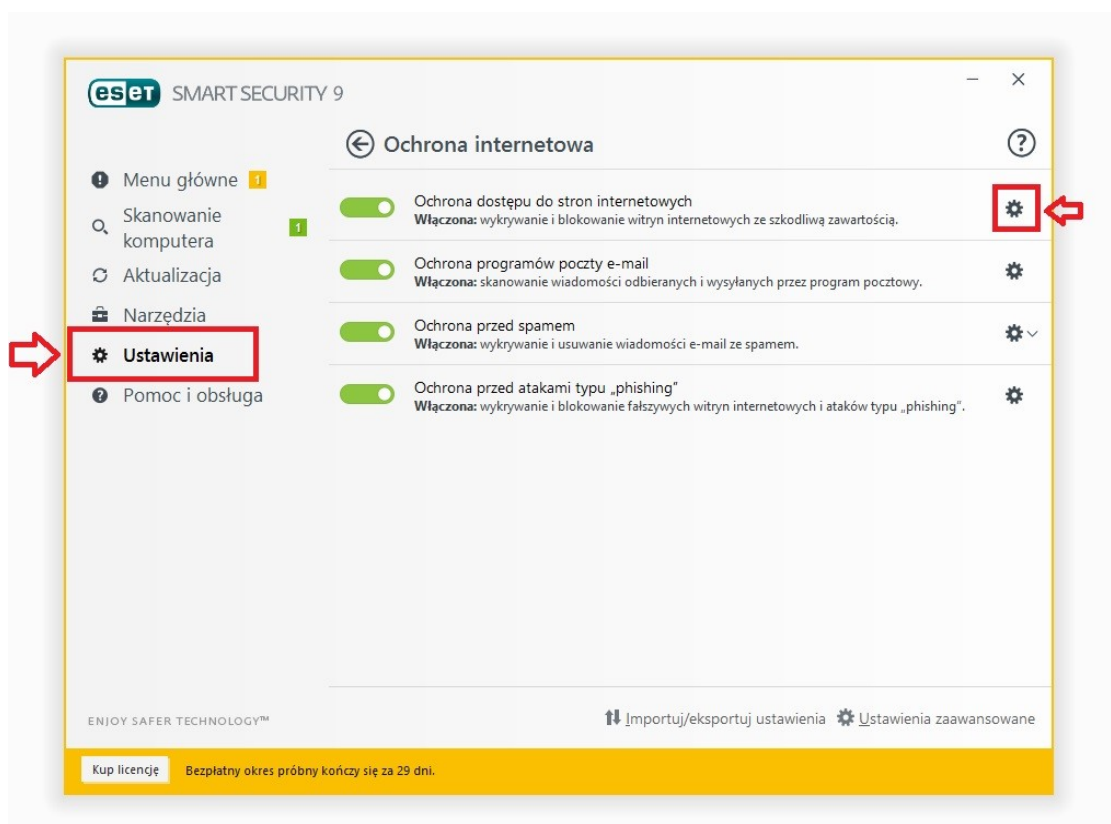 eset SMART SECURITY 9
Ochrona internetowa
Menu główne 1
Skanowanie
komputera
1
Aktualizacja
Narzędzia
Ustawienia
Pomoc i obsługa
Ochrona dostępu do stron internetowych
Włączona: wykrywanie i blokowanie witryn internetowych ze szkodliwą zawartością.
Ochrona programów poczty e-mail
Włączona: skanowanie wiadomości odbieranych i wysyłanych przez program pocztowy.
Ochrona przed spamem
Włączona: wykrywanie i usuwanie wiadomości e-mail ze spamem.
Ochrona przed atakami typu „phishing”
Włączona: wykrywanie i blokowanie fałszywych witryn internetowych i ataków typu „phishing”.
ENJOY SAFER TECHNOLOGY™
Importuj/eksportuj ustawienia Ustawienia zaawansowane
Kup licencję Bezpłatny okres próbny kończy się za 29 dni.